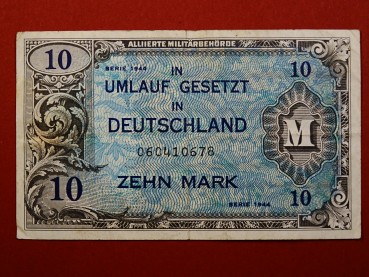 ALLIIERTE MILITÄRBEHÖRDE
10 SERIE 1944 IN 10
UMLAUF GESETZT
IN
DEUTSCHLAND
M
060410678
10 ZEHN MARK 10
SERIE 1944